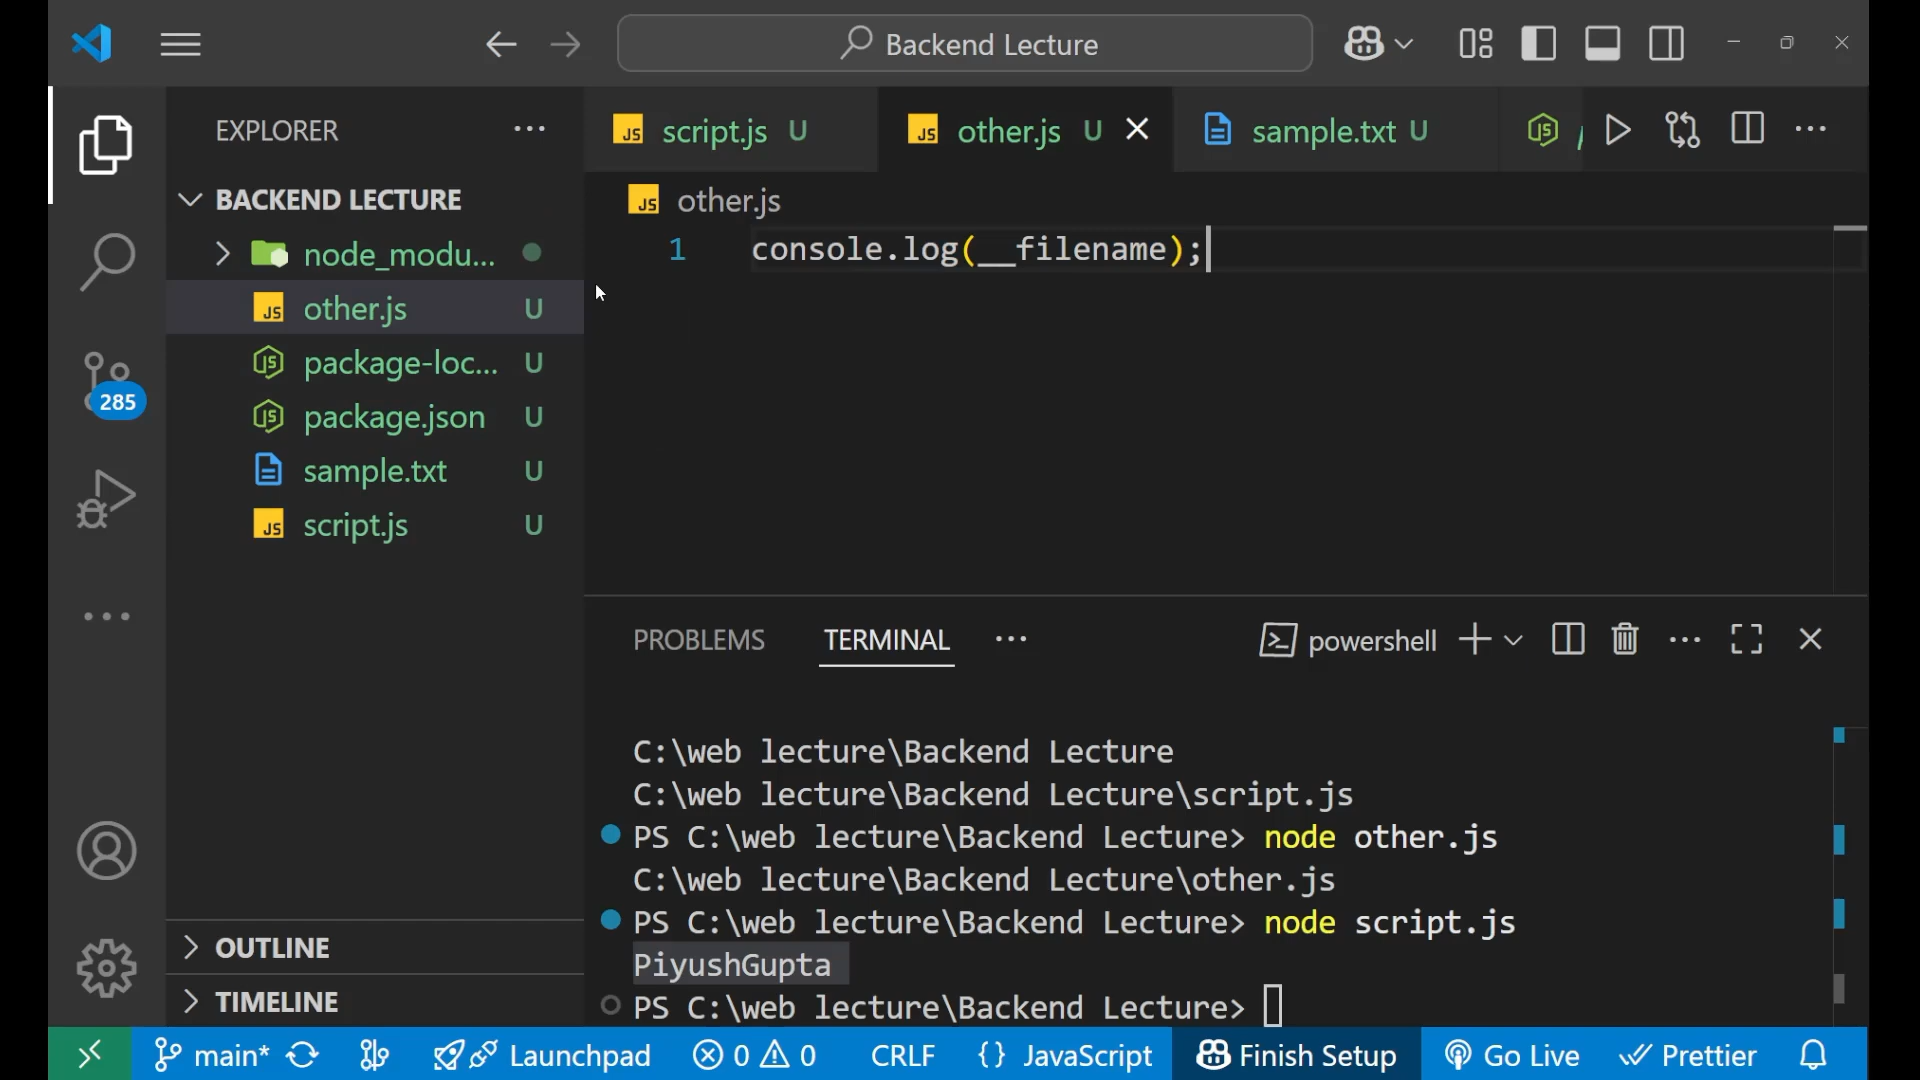 Backend Lecture
EXPLORER
script.js U
other.js U
sample.txt U
BACKEND LECTURE
other.js
node_modu...
1 console.log(__filename);
other.js U
package-loc... U
285
package.json U
sample.txt U
script.js U
PROBLEMS TERMINAL
powershell
C:\web lecture\Backend Lecture
C:\web lecture\Backend Lecture\script.js
PS C:\web lecture\Backend Lecture> node other.js
C:\web lecture\Backend Lecture\other.js
PS C:\web lecture\Backend Lecture> node script.js
PiyushGupta
PS C:\web lecture\Backend Lecture>
OUTLINE
TIMELINE
main* Launchpad 0 0 CRLF {} JavaScript Finish Setup Go Live Prettier